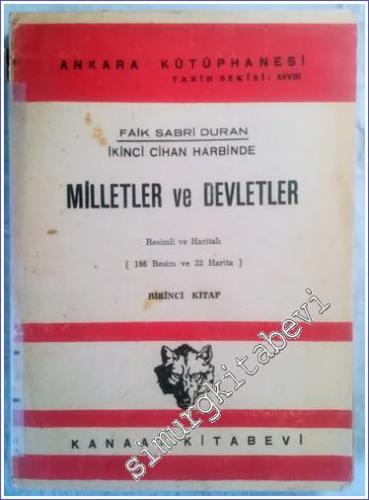 ANKARA KÜTÜPHANESİ
TARİH SERİSİ: XXVIII
FAİK SABRİ DURAN
İKİNCİ CİHAN HARBİNDE
MİLLETLER ve DEVLETLER
Resimli ve Haritalı
[ 186 Resim ve 22 Harita ]
BİRİNCİ KİTAP
simurgkitabevi
KANAAT KİTABEVİ